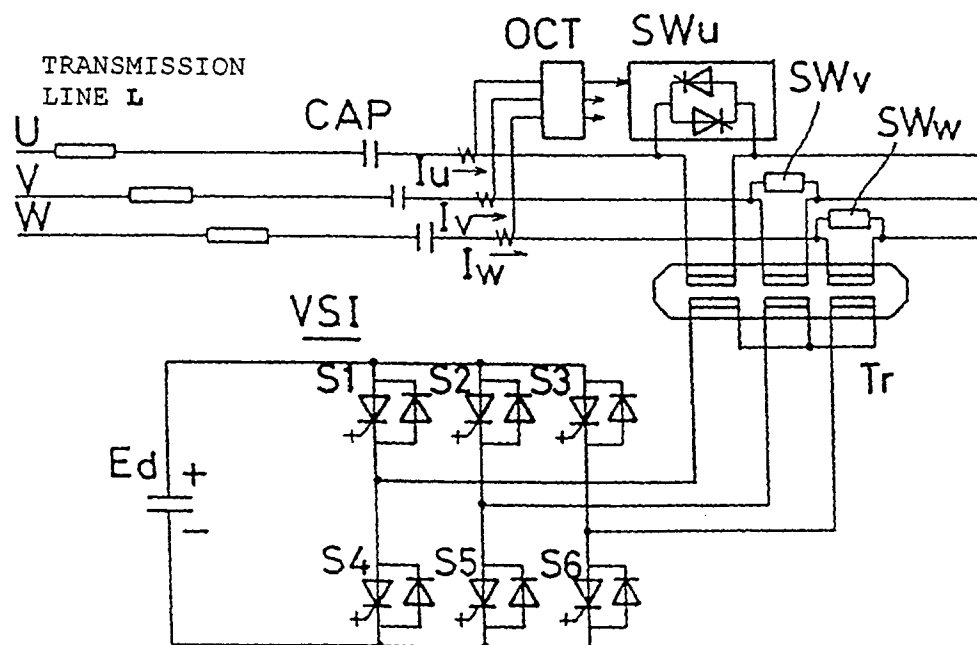 OCT
SWu
TRANSMISSION
LINE L
SWv
CAP
SWw
U
V
W
Iu
Iv
Iw
VSI
S1
S2
S3
Tr
Ed
+
−
S4
S5
S6
+
+
+
+
+
+